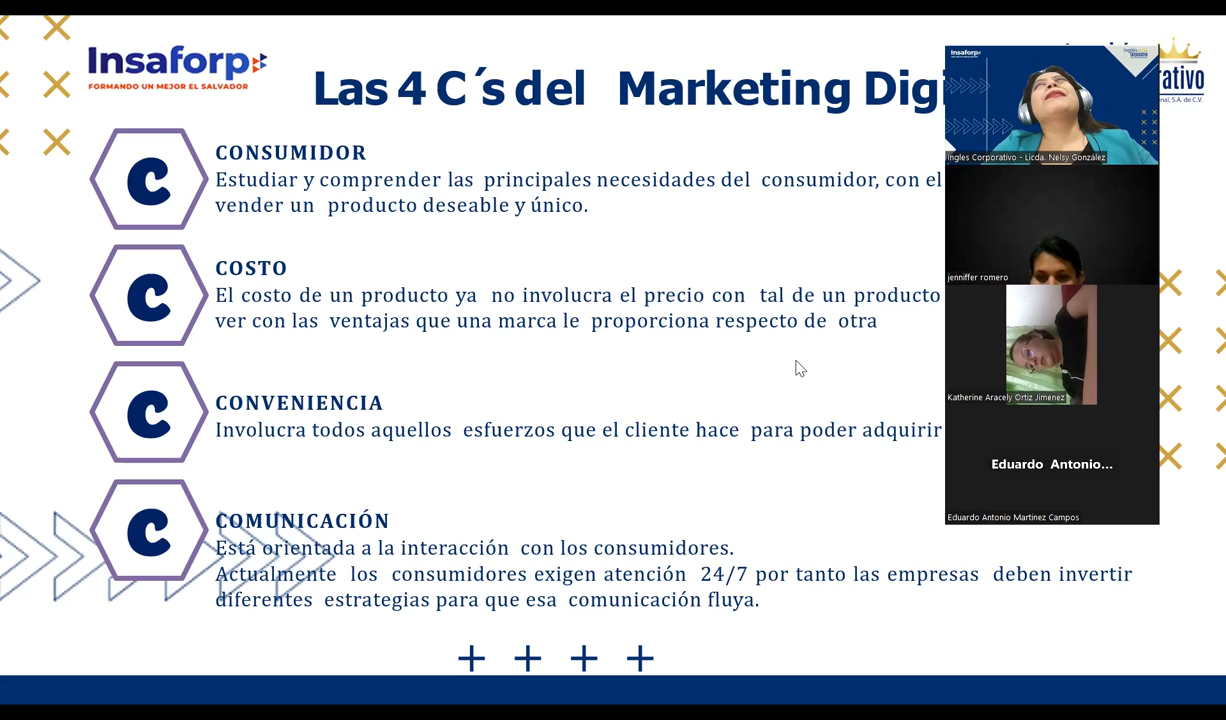 Insaforp
FORMANDO UN MEJOR EL SALVADOR
Las 4 C´s del Marketing Digi
rativo
nal, S.A. de C.V.
C
CONSUMIDOR
Estudiar y comprender las principales necesidades del consumidor, con el
vender un producto deseable y único.
C
COSTO
El costo de un producto ya no involucra el precio con tal de un producto
ver con las ventajas que una marca le proporciona respecto de otra
C
CONVENIENCIA
Involucra todos aquellos esfuerzos que el cliente hace para poder adquirir
C
COMUNICACIÓN
Está orientada a la interacción con los consumidores.
Actualmente los consumidores exigen atención 24/7 por tanto las empresas deben invertir
diferentes estrategias para que esa comunicación fluya.
Insaforp
Ingles Corporativo - Licda. Nelsy González
jenniffer romero
Katherine Aracely Ortiz Jimenez
Eduardo Antonio...
Eduardo Antonio Martinez Campos